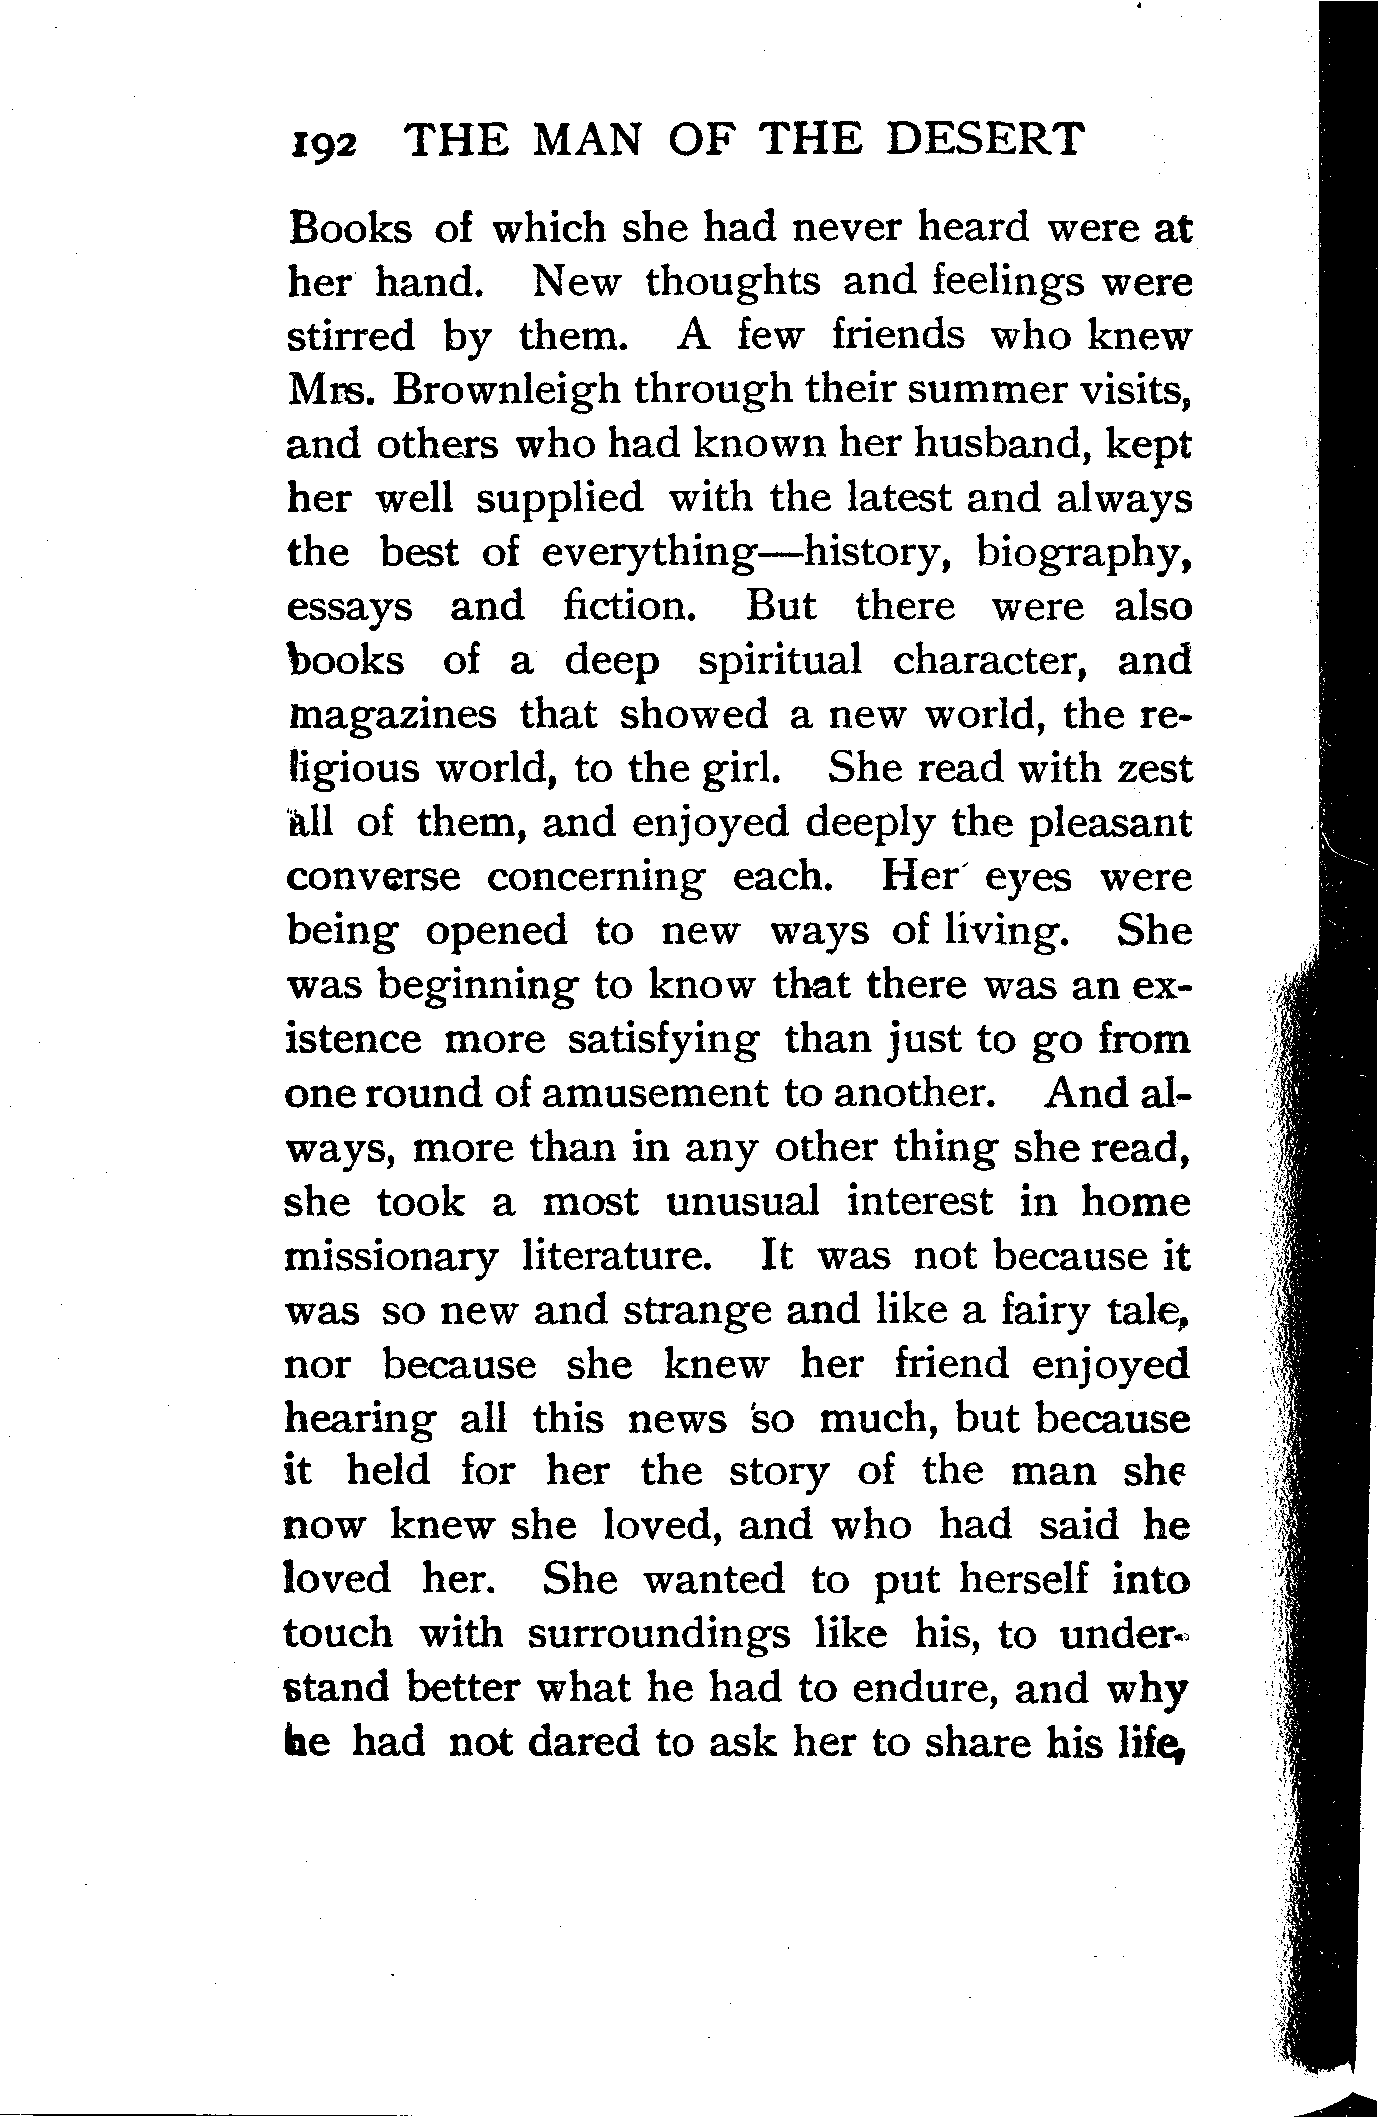 192 THE MAN OF THE DESERT
Books of which she had never heard were at
her hand. New thoughts and feelings were
stirred by them. A few friends who knew
Mrs. Brownleigh through their summer visits,
and others who had known her husband, kept
her well supplied with the latest and always
the best of everything—history, biography,
essays and fiction. But there were also
books of a deep spiritual character, and
magazines that showed a new world, the re-
ligious world, to the girl. She read with zest
all of them, and enjoyed deeply the pleasant
converse concerning each. Her eyes were
being opened to new ways of living. She
was beginning to know that there was an ex-
istence more satisfying than just to go from
one round of amusement to another. And al-
ways, more than in any other thing she read,
she took a most unusual interest in home
missionary literature. It was not because it
was so new and strange and like a fairy tale,
nor because she knew her friend enjoyed
hearing all this news so much, but because
it held for her the story of the man she
now knew she loved, and who had said he
loved her. She wanted to put herself into
touch with surroundings like his, to under-
stand better what he had to endure, and why
he had not dared to ask her to share his life,